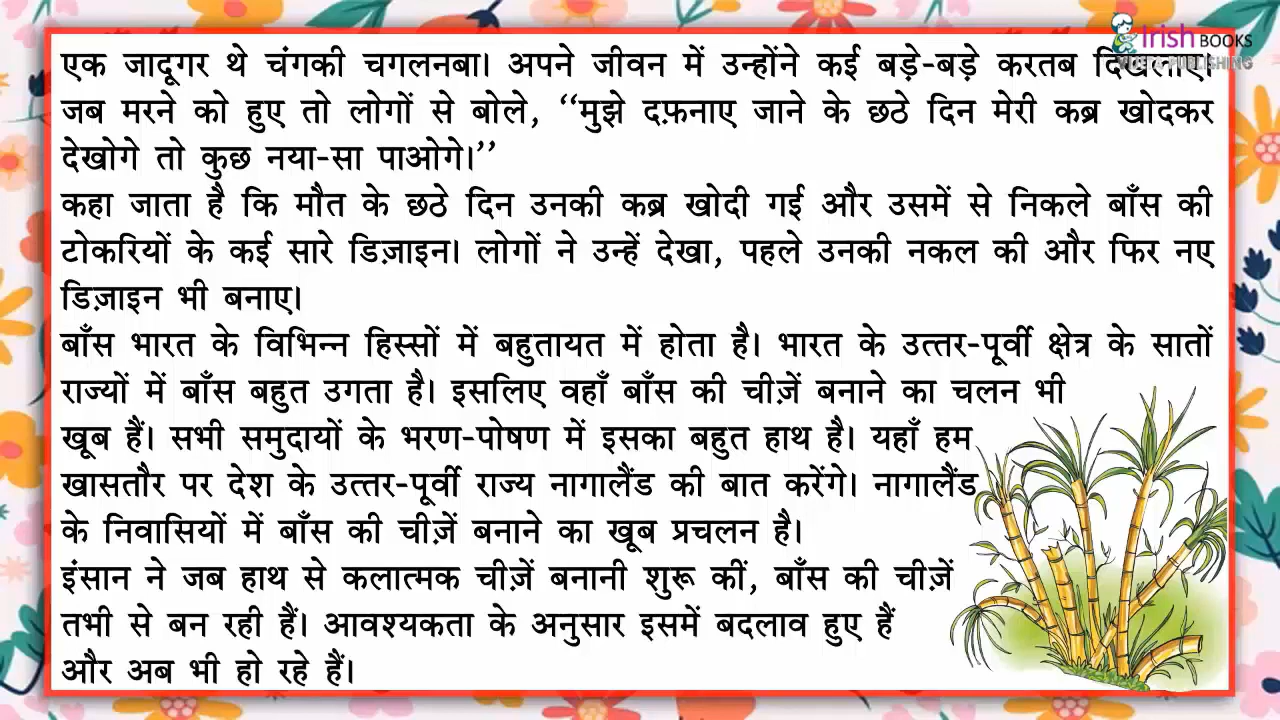 Irish BOOKS
एक जादूगर थे चंगकी चगलनबा। अपने जीवन में उन्होंने कई बड़े-बड़े करतब दिखलाए।
जब मरने को हुए तो लोगों से बोले, ‘‘मुझे दफ़नाए जाने के छठे दिन मेरी कब्र खोदकर
देखोगे तो कुछ नया-सा पाओगे।’’
कहा जाता है कि मौत के छठे दिन उनकी कब्र खोदी गई और उसमें से निकले बाँस की
टोकरियों के कई सारे डिज़ाइन। लोगों ने उन्हें देखा, पहले उनकी नकल की और फिर नए
डिज़ाइन भी बनाए।
बाँस भारत के विभिन्न हिस्सों में बहुतायत में होता है। भारत के उत्तर-पूर्वी क्षेत्र के सातों
राज्यों में बाँस बहुत उगता है। इसलिए वहाँ बाँस की चीज़ें बनाने का चलन भी
खूब हैं। सभी समुदायों के भरण-पोषण में इसका बहुत हाथ है। यहाँ हम
खासतौर पर देश के उत्तर-पूर्वी राज्य नागालैंड की बात करेंगे। नागालैंड
के निवासियों में बाँस की चीज़ें बनाने का खूब प्रचलन है।
इंसान ने जब हाथ से कलात्मक चीज़ें बनानी शुरू कीं, बाँस की चीज़ें
तभी से बन रही हैं। आवश्यकता के अनुसार इसमें बदलाव हुए हैं
और अब भी हो रहे हैं।